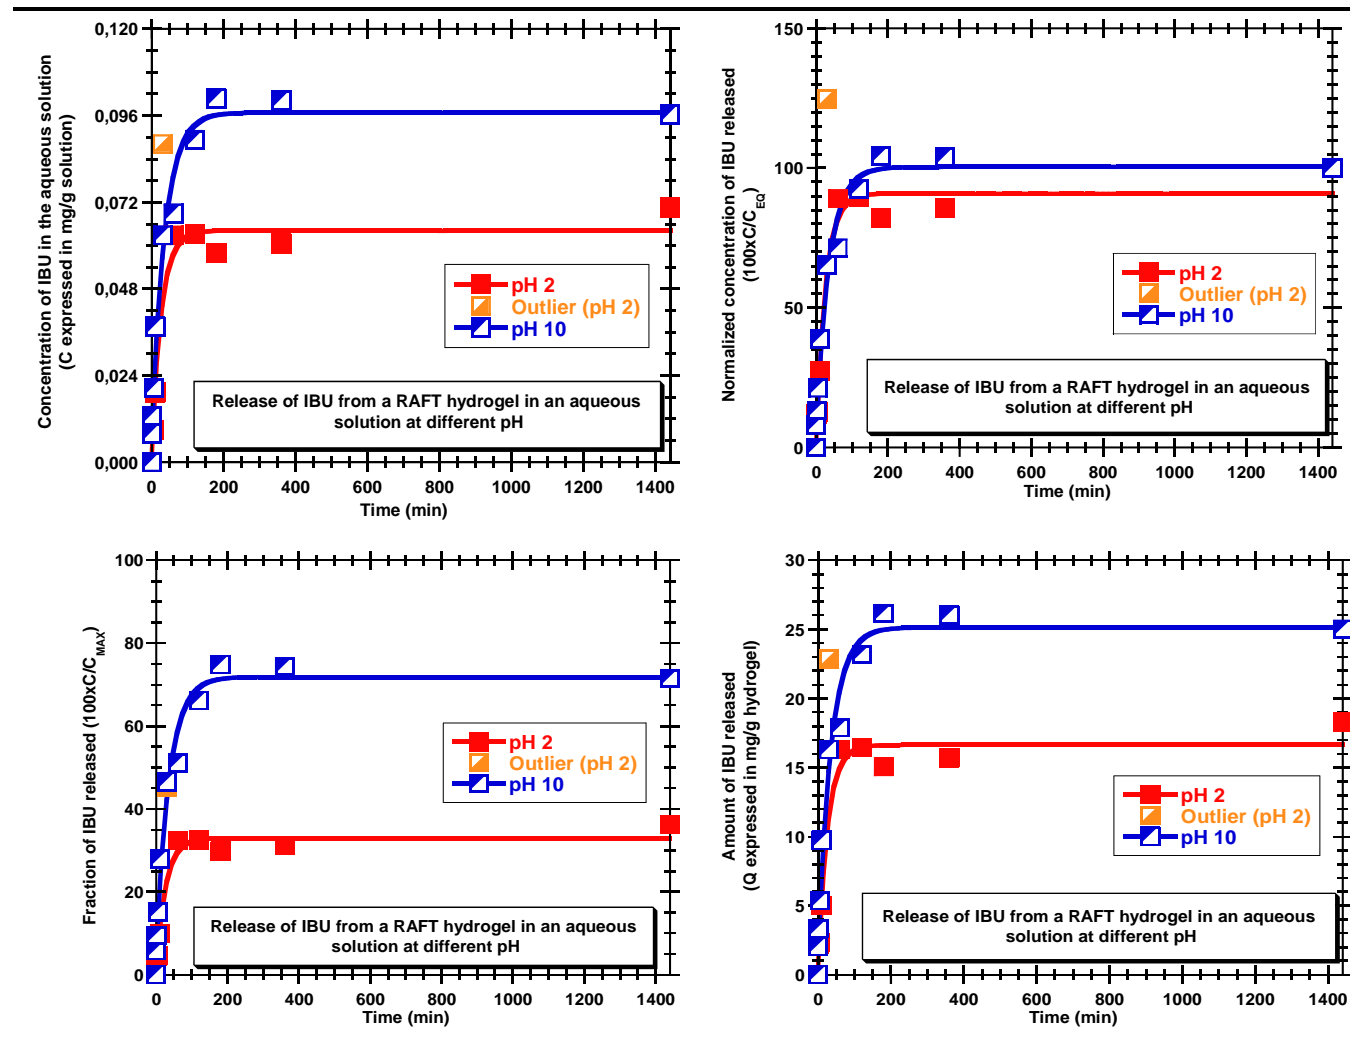 0,120
0,096
0,072
0,048
0,024
0,000
Concentration of IBU in the aqueous solution
(C expressed in mg/g solution)
pH 2
Outlier (pH 2)
pH 10
Release of IBU from a RAFT hydrogel in an aqueous
solution at different pH
0 200 400 600 800 1000 1200 1400
Time (min)
150
100
50
0
Normalized concentration of IBU released
(100xC/C_EQ)
pH 2
Outlier (pH 2)
pH 10
Release of IBU from a RAFT hydrogel in an aqueous
solution at different pH
0 200 400 600 800 1000 1200 1400
Time (min)
100
80
60
40
20
0
Fraction of IBU released (100xC/C_MAX)
pH 2
Outlier (pH 2)
pH 10
Release of IBU from a RAFT hydrogel in an aqueous
solution at different pH
0 200 400 600 800 1000 1200 1400
Time (min)
30
25
20
15
10
5
0
Amount of IBU released
(Q expressed in mg/g hydrogel)
pH 2
Outlier (pH 2)
pH 10
Release of IBU from a RAFT hydrogel in an aqueous
solution at different pH
0 200 400 600 800 1000 1200 1400
Time (min)